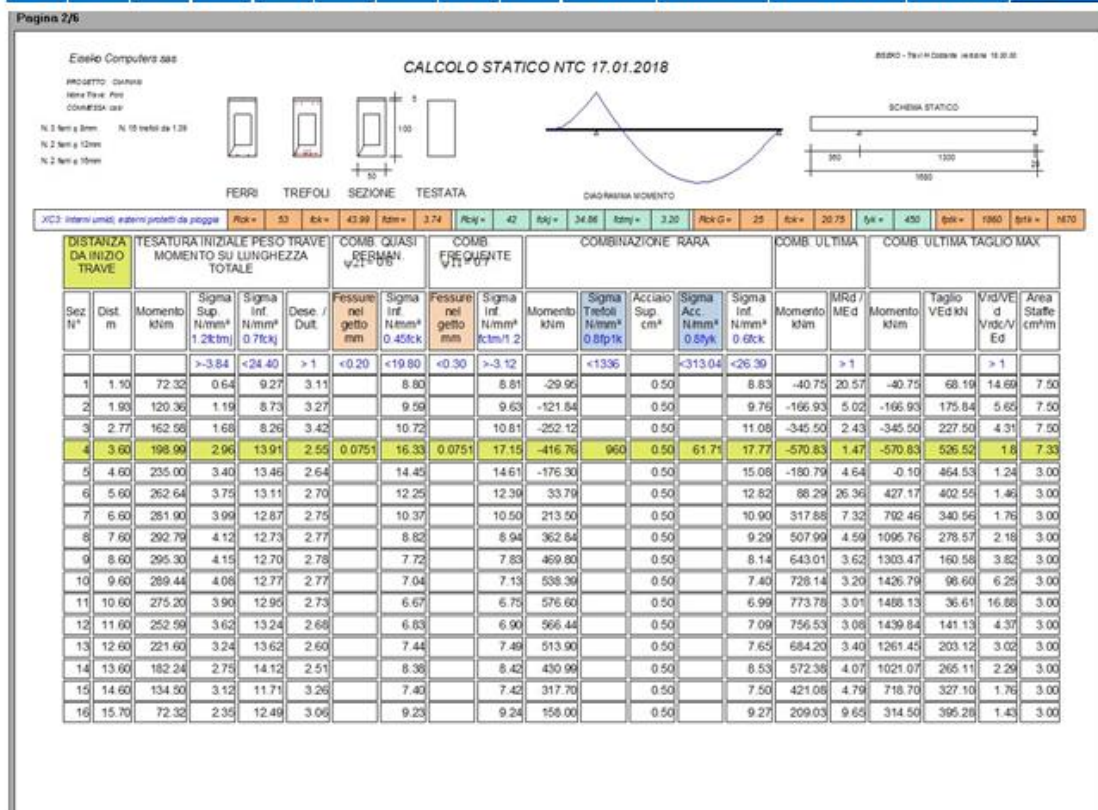 Pagina 2/6
Eiseko Computers sas
CALCOLO STATICO NTC 17.01.2018
COMMESSA: casi
SCHEMA STATICO
N. 3 ferri φ 8mm N. 15 trefoli da 1.39
N. 2 ferri φ 12mm
N. 2 ferri φ 16mm
5
100
50
360 1300
1680
FERRI TREFOLI SEZIONE TESTATA
DIAGRAMMA MOMENTO
XC3: Interni umidi, esterni protetti da pioggia Rck = 53 fck = 43.99 fctm = 3.74 Rckj = 42 fckj = 34.86 fctmj = 3.20 Rck G = 25 fck = 20.75 fyk = 450 fptk = 1860 fp1k = 1670
DISTANZA DA INIZIO TRAVE TESATURA INIZIALE PESO TRAVE MOMENTO SU LUNGHEZZA TOTALE COMB. QUASI PERMAN. Ψ21= 0.6 COMB. FREQUENTE Ψ11= 0.7 COMBINAZIONE RARA COMB. ULTIMA COMB. ULTIMA TAGLIO MAX
Sez N° Dist. m Momento kNm Sigma Sup. N/mm² 1.2fctmj Sigma Inf. N/mm² 0.7fckj Dese. / Dutt. Fessure nel getto mm Sigma Inf. N/mm² 0.45fck Fessure nel getto mm Sigma Inf. N/mm² fctm/1.2 Momento kNm Sigma Trefoli N/mm² 0.8fp1k Acciaio Sup. cm² Sigma Acc. N/mm² 0.8fyk Sigma Inf. N/mm² 0.6fck Momento kNm MRd / MEd Momento kNm Taglio VEd kN Vrd/VEd Vrdc/VEd Area Staffe cm²/m
>-3.84 <24.40 > 1 <0.20 <19.80 <0.30 >-3.12 <1336 <313.04 <26.39 > 1 > 1
1 1.10 72.32 0.64 9.27 3.11 8.80 8.81 -29.95 0.50 8.83 -40.75 20.57 -40.75 68.19 14.69 7.50
2 1.93 120.36 1.19 8.73 3.27 9.59 9.63 -121.84 0.50 9.76 -166.93 5.02 -166.93 175.84 5.65 7.50
3 2.77 162.58 1.68 8.26 3.42 10.72 10.81 -252.12 0.50 11.08 -345.50 2.43 -345.50 227.50 4.31 7.50
4 3.60 198.99 2.96 13.91 2.55 0.0751 16.33 0.0751 17.15 -416.76 960 0.50 61.71 17.77 -570.83 1.47 -570.83 526.52 1.8 7.33
5 4.60 235.00 3.40 13.46 2.64 14.45 14.61 -176.30 0.50 15.08 -180.79 4.64 -0.10 464.53 1.24 3.00
6 5.60 262.64 3.75 13.11 2.70 12.25 12.39 33.79 0.50 12.82 88.29 26.36 427.17 402.55 1.46 3.00
7 6.60 281.90 3.99 12.87 2.75 10.37 10.50 213.50 0.50 10.90 317.88 7.32 792.46 340.56 1.76 3.00
8 7.60 292.79 4.12 12.73 2.77 8.82 8.94 362.84 0.50 9.29 507.99 4.59 1095.76 278.57 2.18 3.00
9 8.60 295.30 4.15 12.70 2.78 7.72 7.83 469.80 0.50 8.14 643.01 3.62 1303.47 160.58 3.82 3.00
10 9.60 289.44 4.08 12.77 2.77 7.04 7.13 538.39 0.50 7.40 728.14 3.20 1426.79 98.60 6.25 3.00
11 10.60 275.20 3.90 12.95 2.73 6.67 6.75 576.60 0.50 6.99 773.78 3.01 1488.13 36.61 16.88 3.00
12 11.60 252.59 3.62 13.24 2.68 6.83 6.90 566.44 0.50 7.09 756.53 3.08 1439.84 141.13 4.37 3.00
13 12.60 221.60 3.24 13.62 2.60 7.44 7.49 513.90 0.50 7.65 684.20 3.40 1261.45 203.12 3.02 3.00
14 13.60 182.24 2.75 14.12 2.51 8.38 8.42 430.99 0.50 8.53 572.38 4.07 1021.07 265.11 2.29 3.00
15 14.60 134.50 3.12 11.71 3.26 7.40 7.42 317.70 0.50 7.50 421.08 4.79 718.70 327.10 1.76 3.00
16 15.70 72.32 2.35 12.49 3.06 9.23 9.24 158.00 0.50 9.27 209.03 9.65 314.50 395.28 1.43 3.00